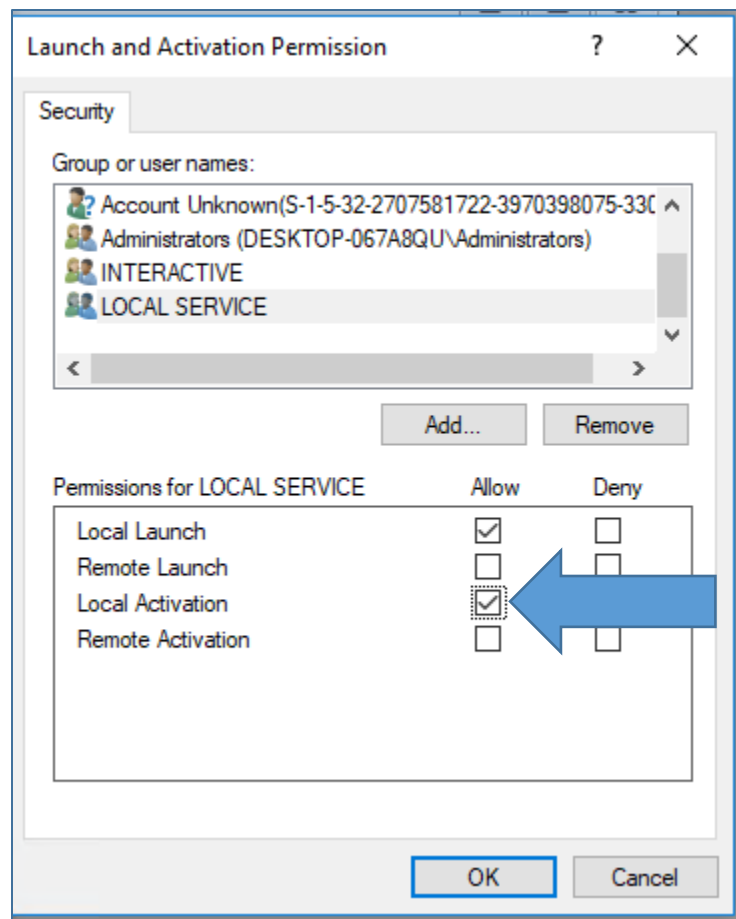 Launch and Activation Permission ?
Security
Group or user names:
Account Unknown(S-1-5-32-2707581722-3970398075-330
Administrators (DESKTOP-067A8QU\Administrators)
INTERACTIVE
LOCAL SERVICE
Add... Remove
Permissions for LOCAL SERVICE Allow Deny
Local Launch
Remote Launch
Local Activation
Remote Activation
OK Cancel